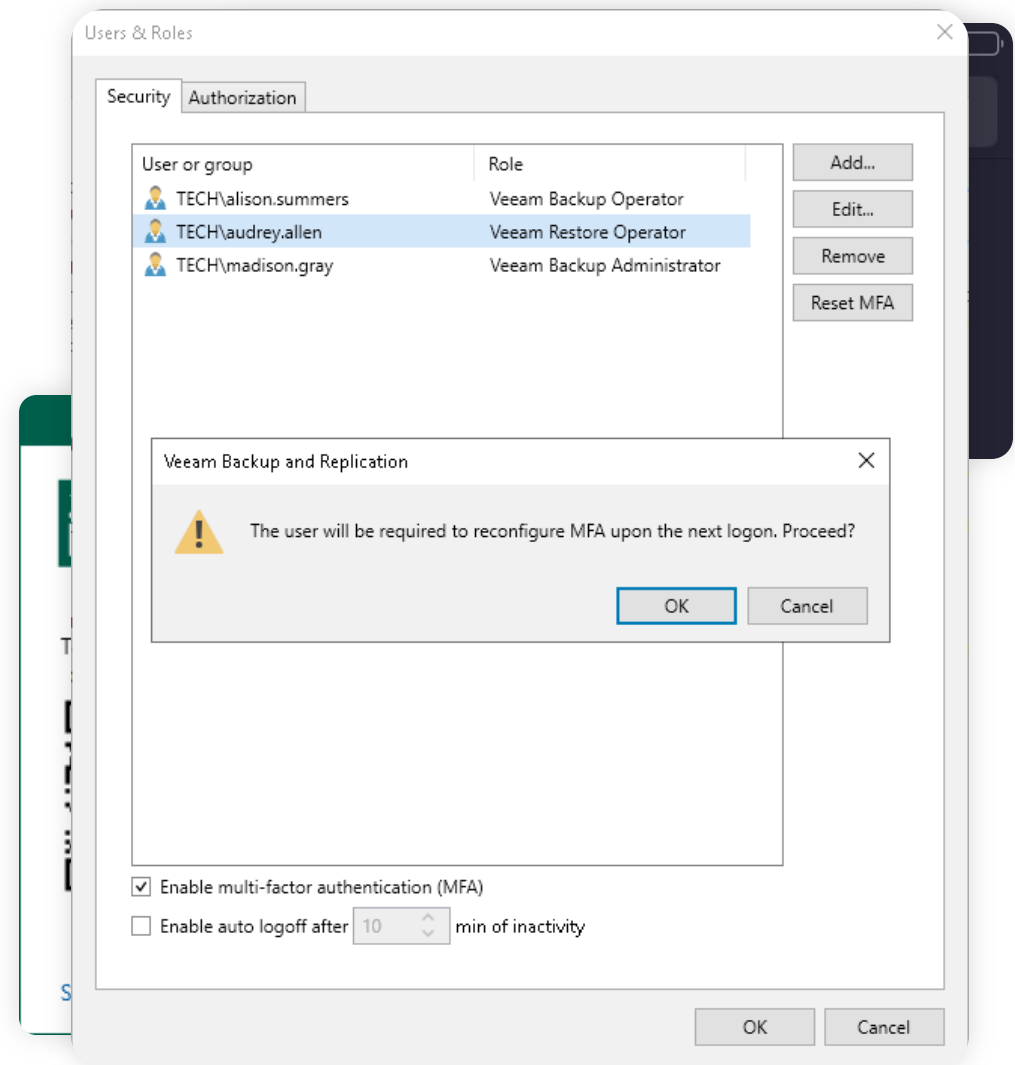 Users & Roles
Security Authorization
User or group Role
TECH\alison.summers Veeam Backup Operator
TECH\audrey.allen Veeam Restore Operator
TECH\madison.gray Veeam Backup Administrator
Add...
Edit...
Remove
Reset MFA
Veeam Backup and Replication
The user will be required to reconfigure MFA upon the next logon. Proceed?
OK Cancel
Enable multi-factor authentication (MFA)
Enable auto logoff after 10 min of inactivity
OK Cancel